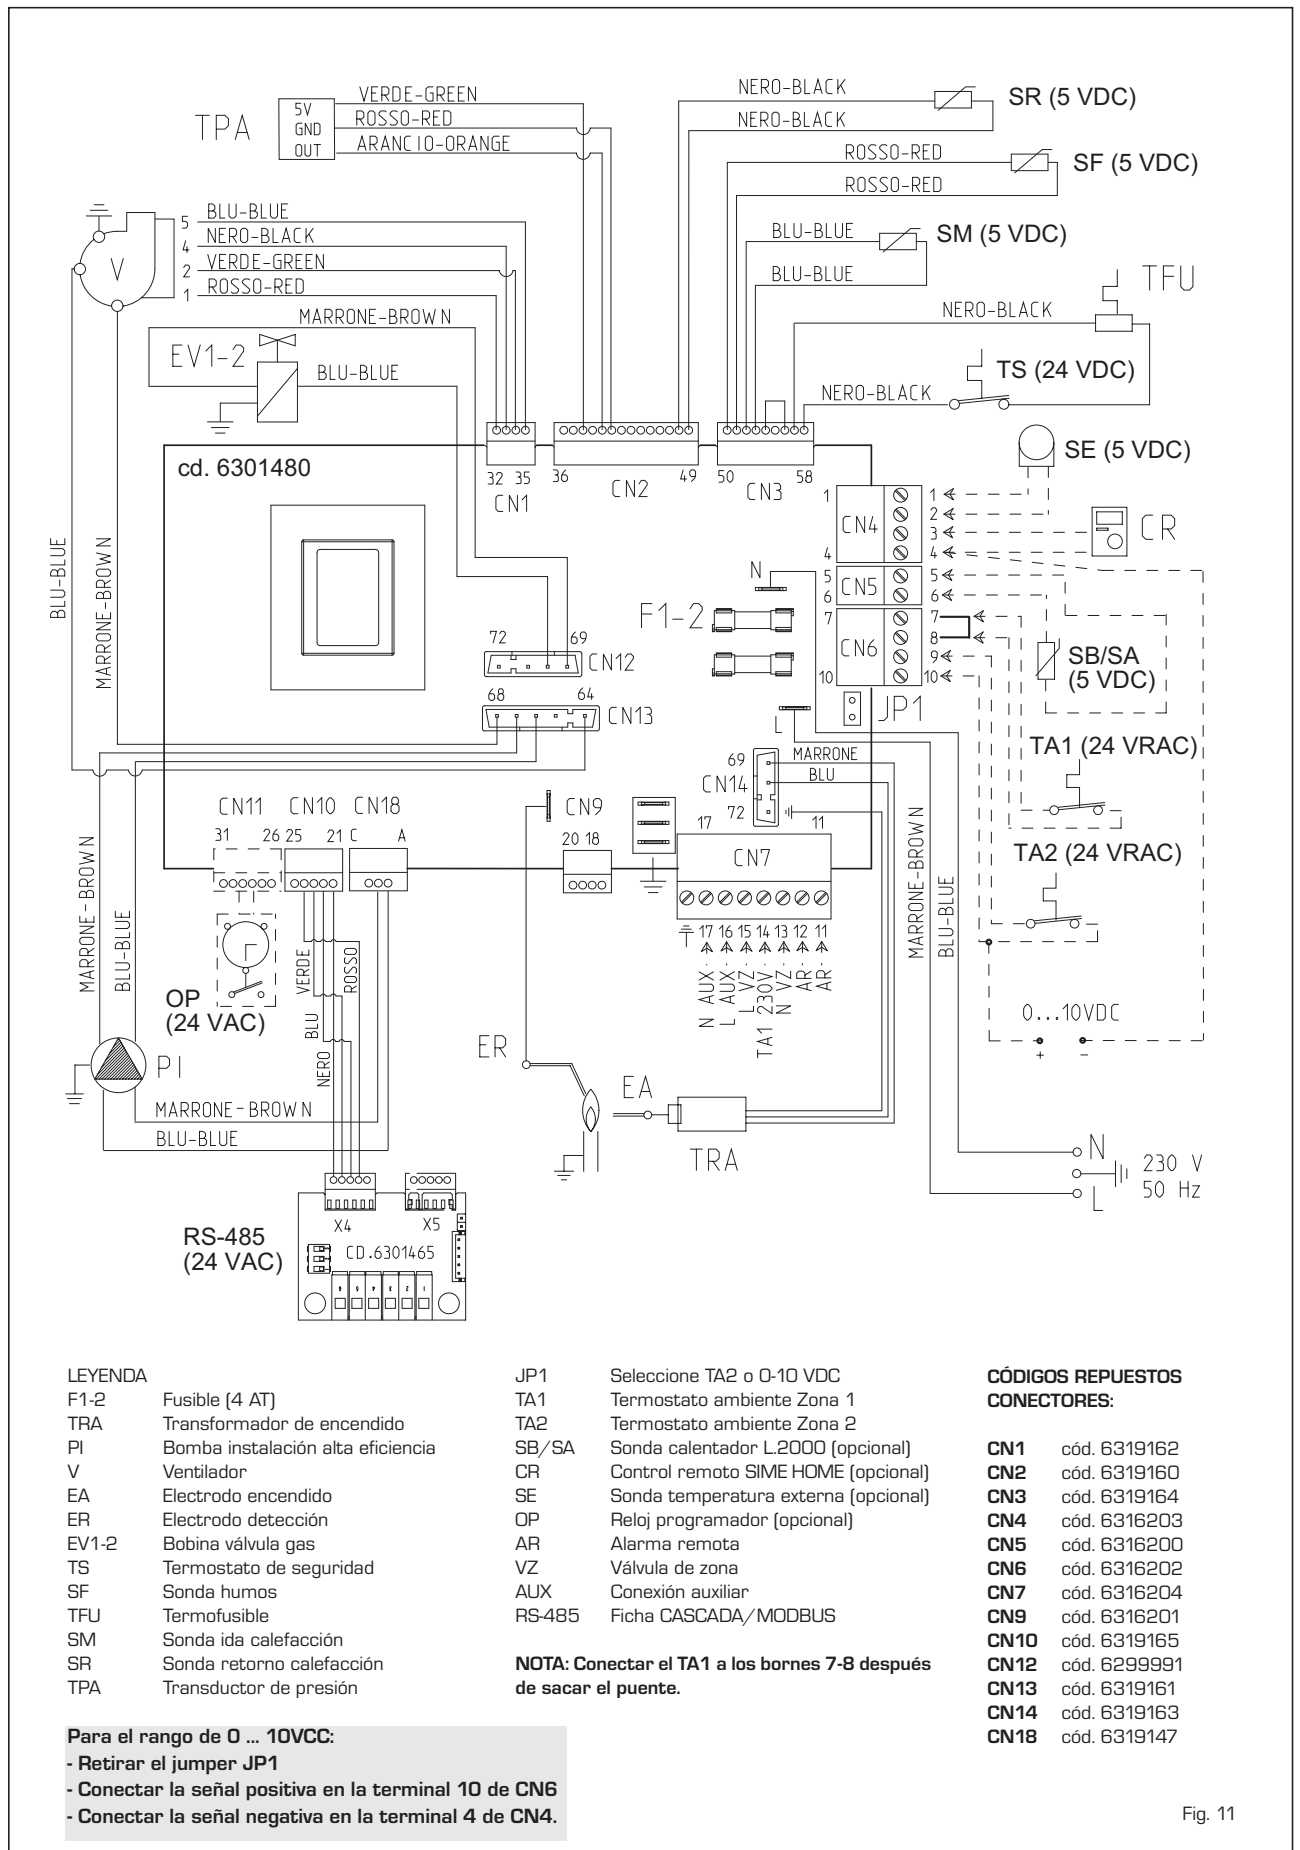 TPA
5V
GND
OUT
VERDE-GREEN
ROSSO-RED
ARANCIO-ORANGE
NERO-BLACK
SR (5 VDC)
NERO-BLACK
ROSSO-RED
SF (5 VDC)
ROSSO-RED
V
5
BLU-BLUE
4
NERO-BLACK
2
VERDE-GREEN
1
ROSSO-RED
BLU-BLUE
SM (5 VDC)
BLU-BLUE
TFU
NERO-BLACK
MARRONE-BROWN
EV1-2
BLU-BLUE
TS (24 VDC)
NERO-BLACK
cd. 6301480
32 35
CN1
36
CN2
49
50
CN3
58
SE (5 VDC)
1
CN4
4
1
2
3
4
CR
5
CN5
6
5
6
7
CN6
10
7
8
9
10
SB/SA
(5 VDC)
JP1
BLU-BLUE
MARRONE-BROWN
N
F1-2
L
72
69
CN12
68
64
CN13
TA1 (24 VRAC)
TA2 (24 VRAC)
69
CN14
72
MARRONE
BLU
CN11
CN10
CN18
31
26
25
21
C
A
CN9
20 18
17
11
CN7
17 16 15 14 13 12 11
N AUX.
L AUX.
L VZ.
TA1 230V.
N VZ.
AR.
AR.
MARRONE-BROWN
BLU-BLUE
MARRONE-BROWN
BLU-BLUE
VERDE
ROSSO
BLU
NERO
OP
(24 VAC)
0...10VDC
+
-
PI
MARRONE-BROWN
BLU-BLUE
ER
EA
TRA
N
L
230 V
50 Hz
RS-485
(24 VAC)
X4
X5
CD.6301465
6 5 4 3 2 1
LEYENDA
F1-2 Fusible (4 AT)
TRA Transformador de encendido
PI Bomba instalación alta eficiencia
V Ventilador
EA Electrodo encendido
ER Electrodo detección
EV1-2 Bobina válvula gas
TS Termostato de seguridad
SF Sonda humos
TFU Termofusible
SM Sonda ida calefacción
SR Sonda retorno calefacción
TPA Transductor de presión
JP1 Seleccione TA2 o 0-10 VDC
TA1 Termostato ambiente Zona 1
TA2 Termostato ambiente Zona 2
SB/SA Sonda calentador L.2000 (opcional)
CR Control remoto SIME HOME (opcional)
SE Sonda temperatura externa (opcional)
OP Reloj programador (opcional)
AR Alarma remota
VZ Válvula de zona
AUX Conexión auxiliar
RS-485 Ficha CASCADA/MODBUS
NOTA: Conectar el TA1 a los bornes 7-8 después
de sacar el puente.
CÓDIGOS REPUESTOS
CONECTORES:
CN1 cód. 6319162
CN2 cód. 6319160
CN3 cód. 6319164
CN4 cód. 6316203
CN5 cód. 6316200
CN6 cód. 6316202
CN7 cód. 6316204
CN9 cód. 6316201
CN10 cód. 6319165
CN12 cód. 6299991
CN13 cód. 6319161
CN14 cód. 6319163
CN18 cód. 6319147
Para el rango de 0 ... 10VCC:
- Retirar el jumper JP1
- Conectar la señal positiva en la terminal 10 de CN6
- Conectar la señal negativa en la terminal 4 de CN4.
Fig. 11